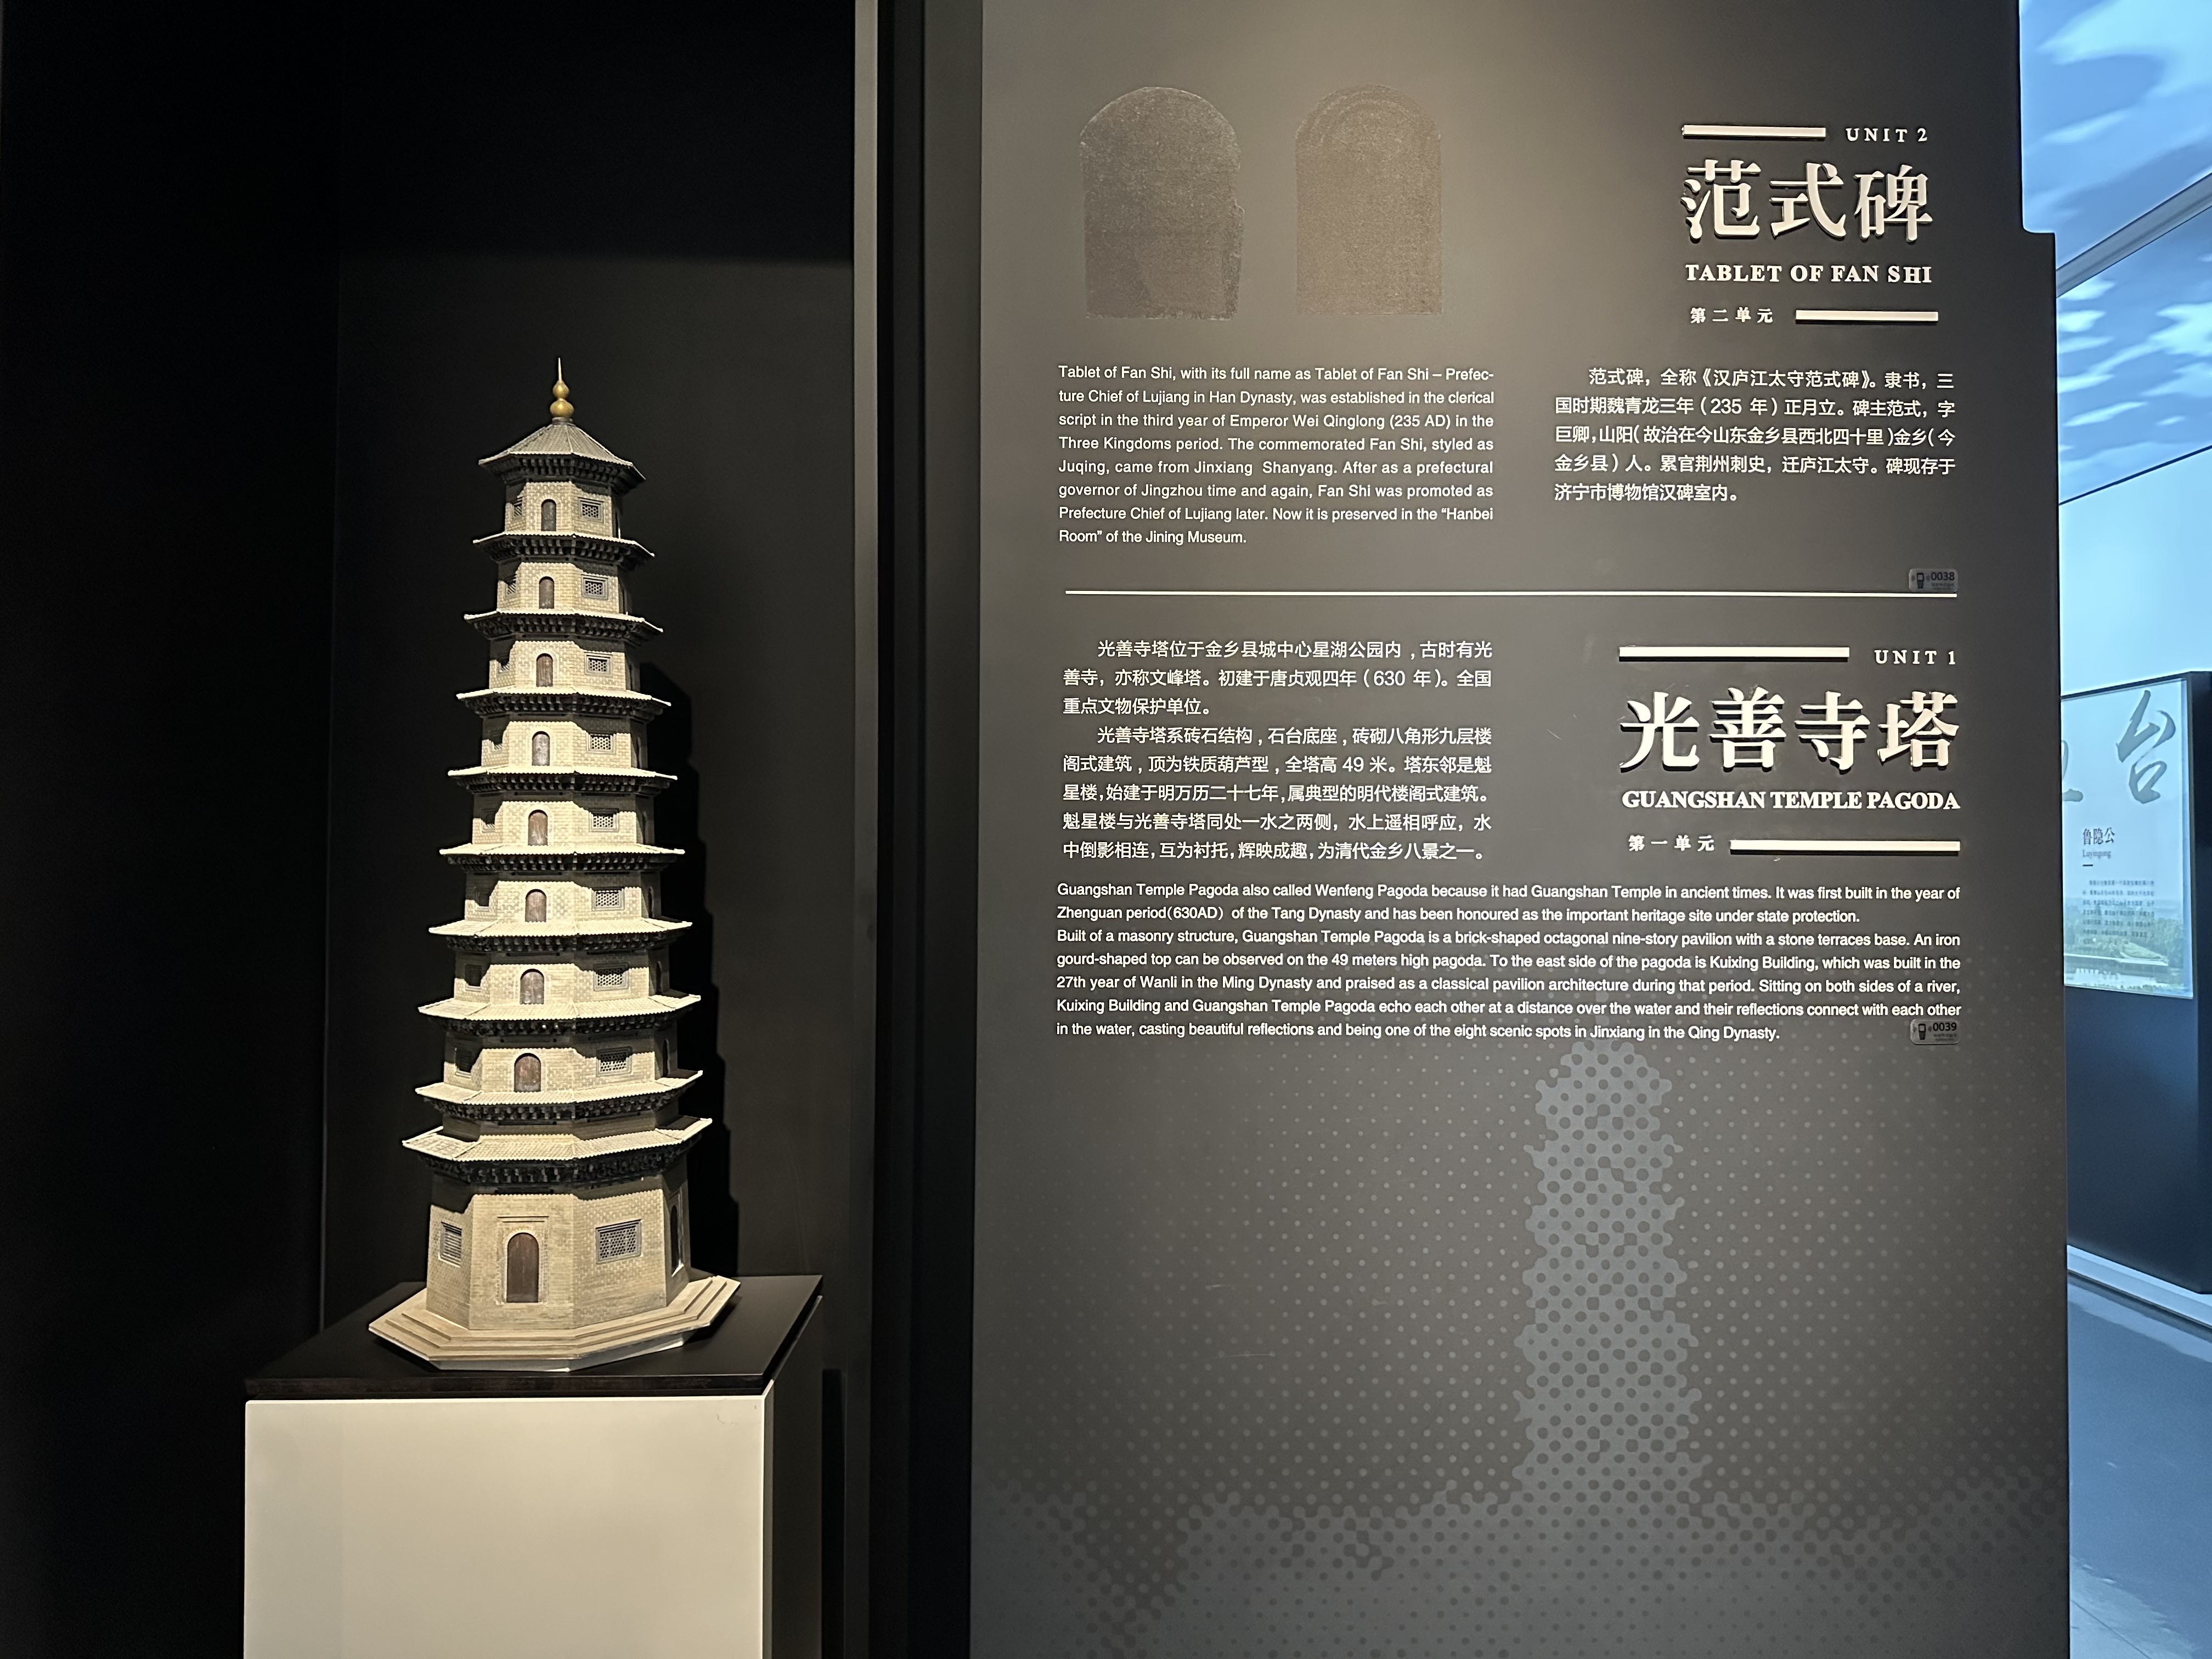 UNIT 2
范式碑
TABLET OF FAN SHI
第二单元
Tablet of Fan Shi, with its full name as Tablet of Fan Shi – Prefec-
ture Chief of Lujiang in Han Dynasty, was established in the clerical
script in the third year of Emperor Wei Qinglong (235 AD) in the
Three Kingdoms period. The commemorated Fan Shi, styled as
Juqing, came from Jinxiang Shanyang. After as a prefectural
governor of Jingzhou time and again, Fan Shi was promoted as
Prefecture Chief of Lujiang later. Now it is preserved in the “Hanbei
Room” of the Jining Museum.
范式碑，全称《汉庐江太守范式碑》。隶书，三
国时期魏青龙三年（235 年）正月立。碑主范式，字
巨卿，山阳（故治在今山东金乡县西北四十里）金乡（今
金乡县）人。累官荆州刺史，迁庐江太守。碑现存于
济宁市博物馆汉碑室内。
0038
光善寺塔位于金乡县城中心星湖公园内，古时有光
善寺，亦称文峰塔。初建于唐贞观四年（630 年）。全国
重点文物保护单位。
光善寺塔系砖石结构，石台底座，砖砌八角形九层楼
阁式建筑，顶为铁质葫芦型，全塔高 49 米。塔东邻是魁
星楼，始建于明万历二十七年，属典型的明代楼阁式建筑。
魁星楼与光善寺塔同处一水之两侧，水上遥相呼应，水
中倒影相连，互为衬托，辉映成趣，为清代金乡八景之一。
UNIT 1
光善寺塔
GUANGSHAN TEMPLE PAGODA
第一单元
Guangshan Temple Pagoda also called Wenfeng Pagoda because it had Guangshan Temple in ancient times. It was first built in the year of
Zhenguan period(630AD) of the Tang Dynasty and has been honoured as the important heritage site under state protection.
Built of a masonry structure, Guangshan Temple Pagoda is a brick-shaped octagonal nine-story pavilion with a stone terraces base. An iron
gourd-shaped top can be observed on the 49 meters high pagoda. To the east side of the pagoda is Kuixing Building, which was built in the
27th year of Wanli in the Ming Dynasty and praised as a classical pavilion architecture during that period. Sitting on both sides of a river,
Kuixing Building and Guangshan Temple Pagoda echo each other at a distance over the water and their reflections connect with each other
in the water, casting beautiful reflections and being one of the eight scenic spots in Jinxiang in the Qing Dynasty.
0039
台
鲁隐公
Luyingong